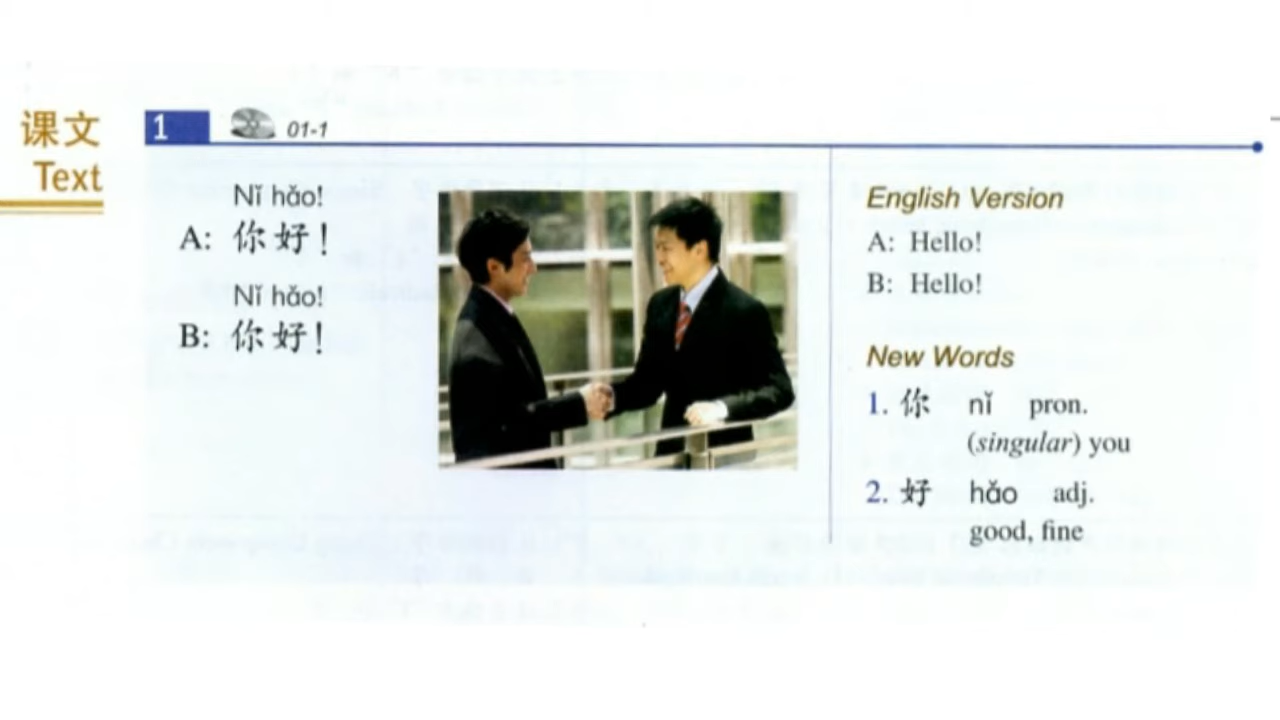 课文
Text
1
01-1
Nǐ hǎo!
A: 你好!
Nǐ hǎo!
B: 你好!
English Version
A: Hello!
B: Hello!
New Words
1. 你 nǐ pron.
(singular) you
2. 好 hǎo adj.
good, fine